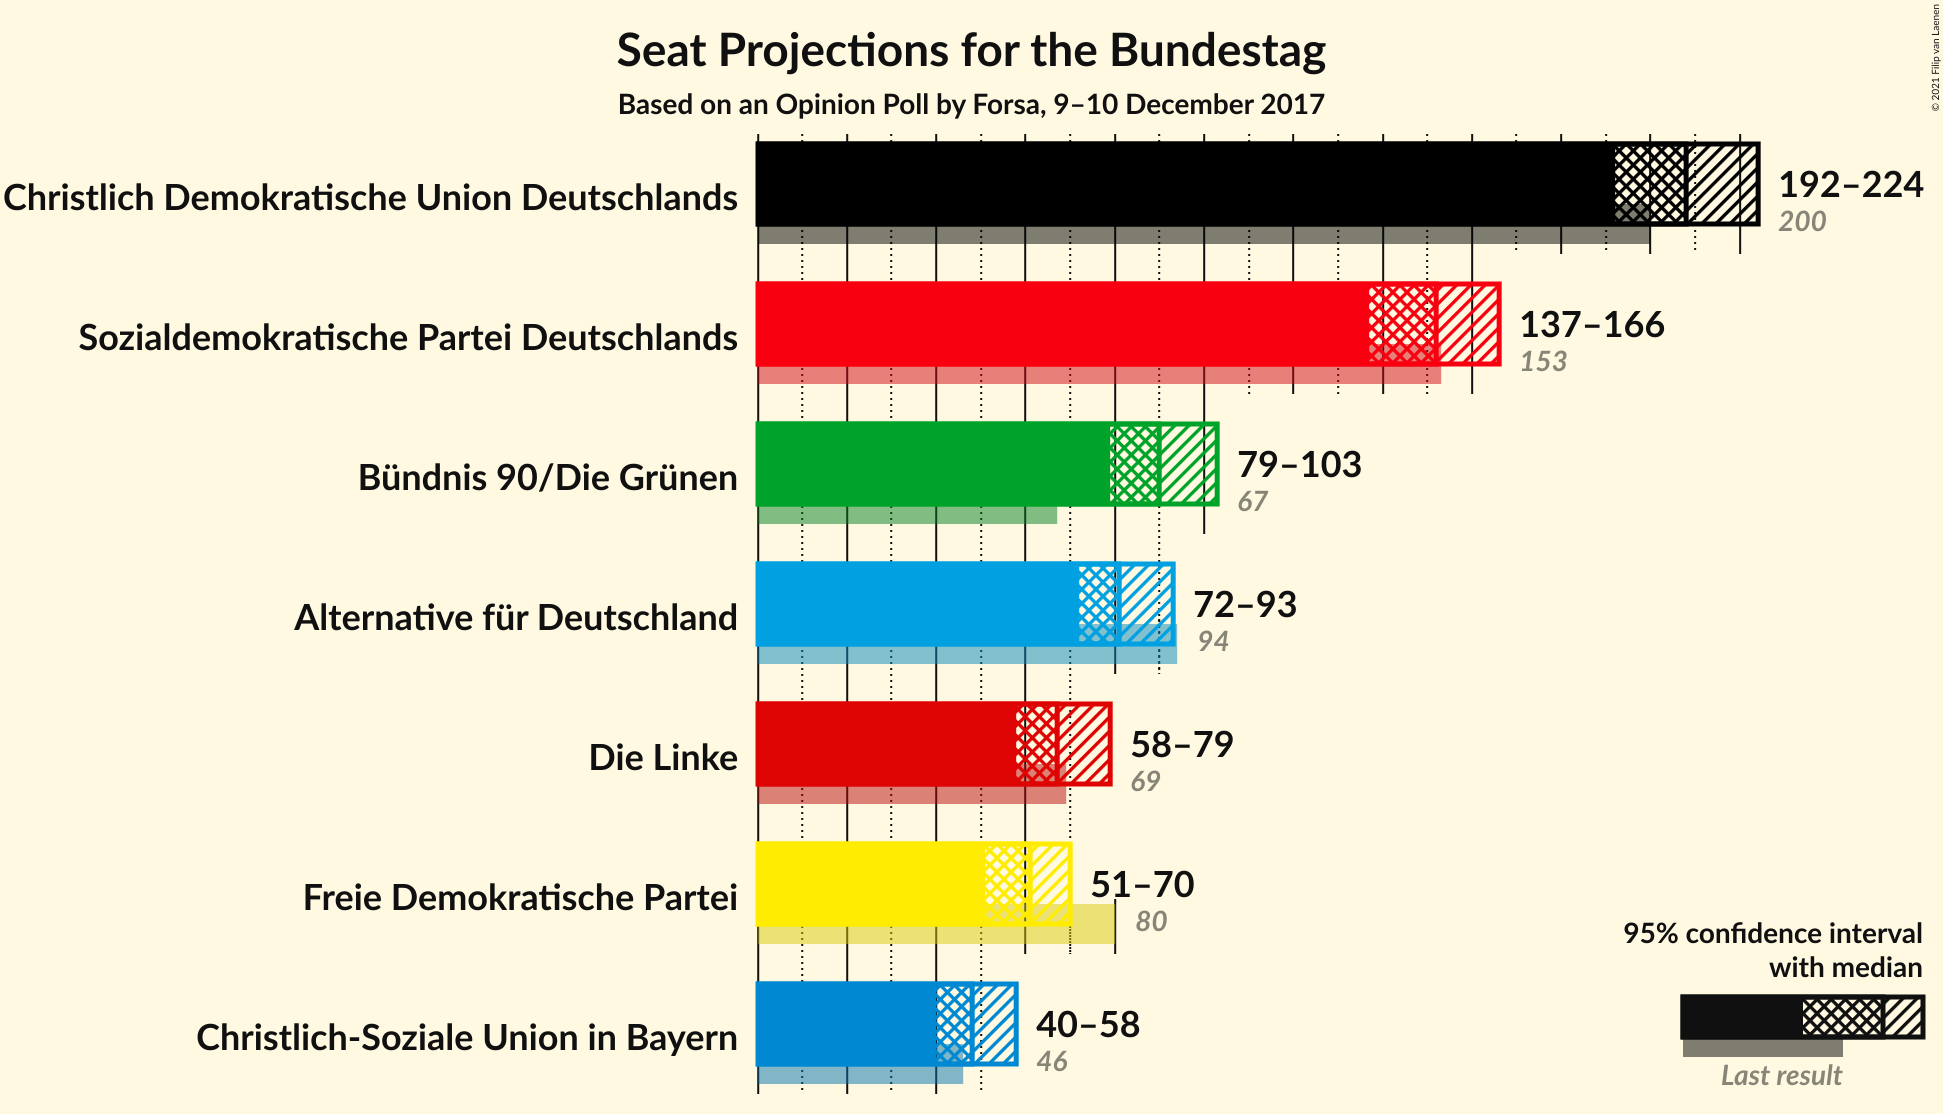 Seat Projections for the Bundestag
Based on an Opinion Poll by Forsa, 9–10 December 2017
© 2021 Filip van Laenen
Christlich Demokratische Union Deutschlands
192–224
200
Sozialdemokratische Partei Deutschlands
137–166
153
Bündnis 90/Die Grünen
79–103
67
Alternative für Deutschland
72–93
94
Die Linke
58–79
69
Freie Demokratische Partei
51–70
80
Christlich-Soziale Union in Bayern
40–58
46
95% confidence interval
with median
Last result